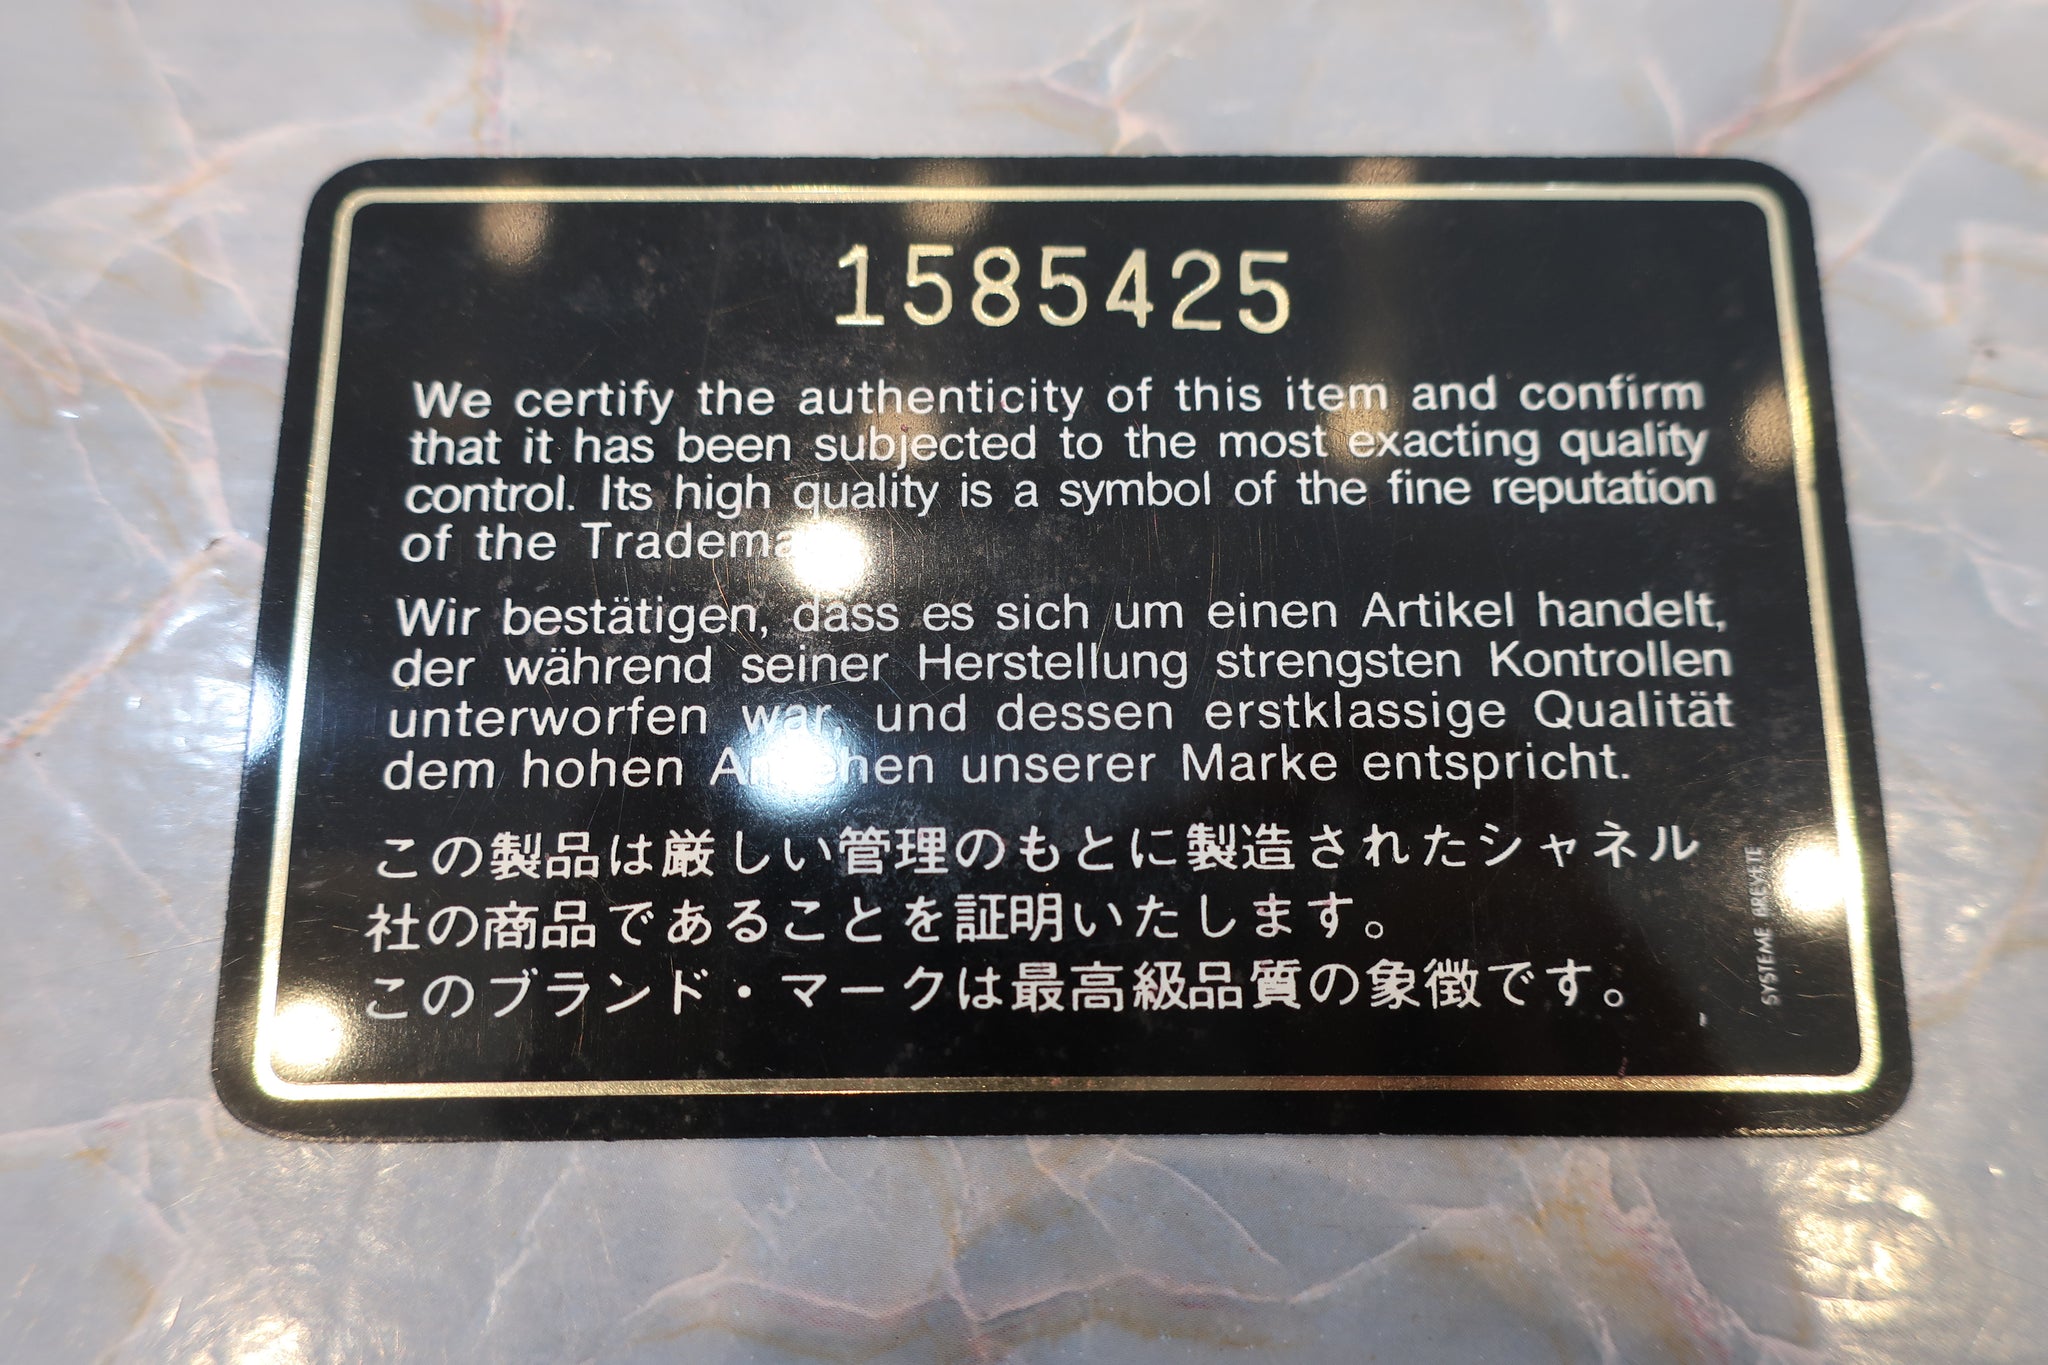 1585425
We certify the authenticity of this item and confirm
that it has been subjected to the most exacting quality
control. Its high quality is a symbol of the fine reputation
of the
Wir bestätigen, dass es sich um einen Artikel handelt,
der während seiner Herstellung strengsten Kontrollen
unterworfen war, und dessen erstklassige Qualität
dem hohen unserer Marke entspricht.
この製品は厳しい管理のもとに製造されたシャネル
社の商品であることを証明いたします。
このブランド・マークは最高級品質の象徴です。
SYSTEME